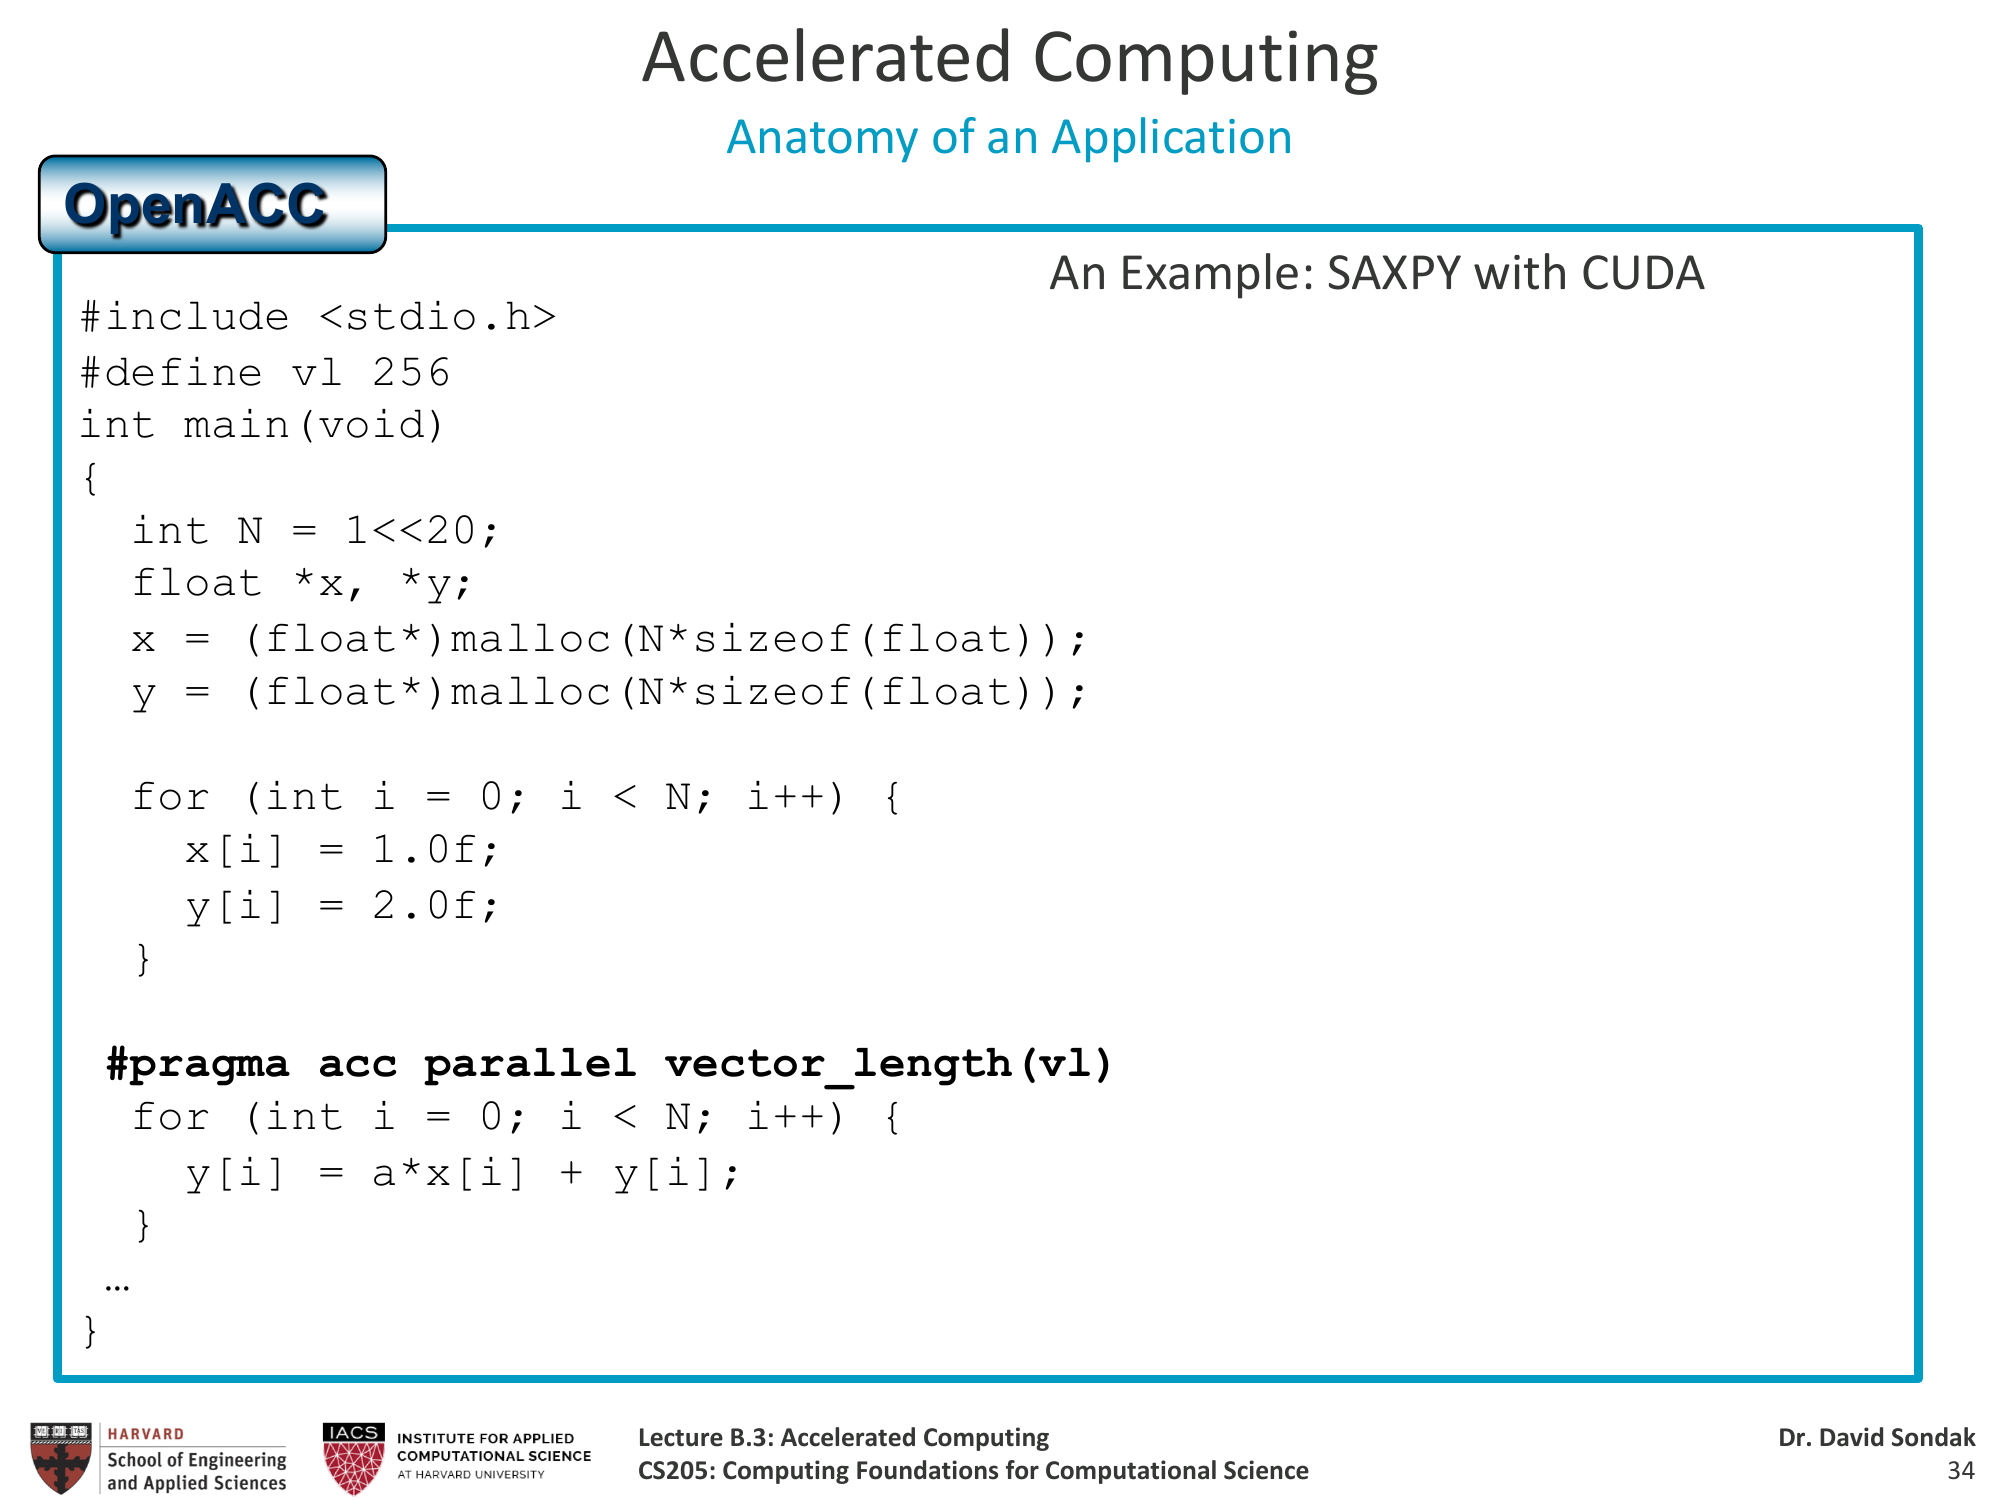 Accelerated Computing
Anatomy of an Application
OpenACC
An Example: SAXPY with CUDA
#include <stdio.h>
#define vl 256
int main(void)
{
  int N = 1<<20;
  float *x, *y;
  x = (float*)malloc(N*sizeof(float));
  y = (float*)malloc(N*sizeof(float));
  for (int i = 0; i < N; i++) {
    x[i] = 1.0f;
    y[i] = 2.0f;
  }
 #pragma acc parallel vector_length(vl)
  for (int i = 0; i < N; i++) {
    y[i] = a*x[i] + y[i];
  }
 …
}
HARVARD
School of Engineering
and Applied Sciences
IACS
INSTITUTE FOR APPLIED
COMPUTATIONAL SCIENCE
AT HARVARD UNIVERSITY
Lecture B.3: Accelerated Computing
CS205: Computing Foundations for Computational Science
Dr. David Sondak
34